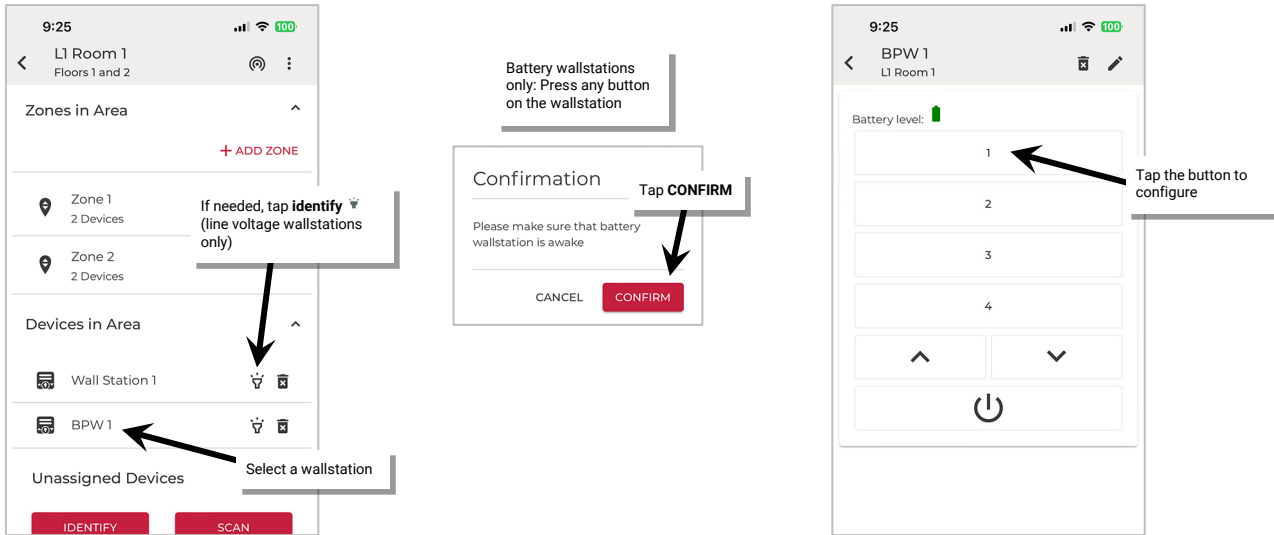 9:25
100
L1 Room 1
Floors 1 and 2
Zones in Area
+ ADD ZONE
Zone 1
2 Devices
If needed, tap identify
(line voltage wallstations
only)
Zone 2
2 Devices
Devices in Area
Wall Station 1
BPW 1
Select a wallstation
Unassigned Devices
IDENTIFY
SCAN
Battery wallstations
only: Press any button
on the wallstation
Confirmation
Tap CONFIRM
Please make sure that battery
wallstation is awake
CANCEL
CONFIRM
9:25
100
BPW 1
L1 Room 1
Battery level:
1
Tap the button to
configure
2
3
4